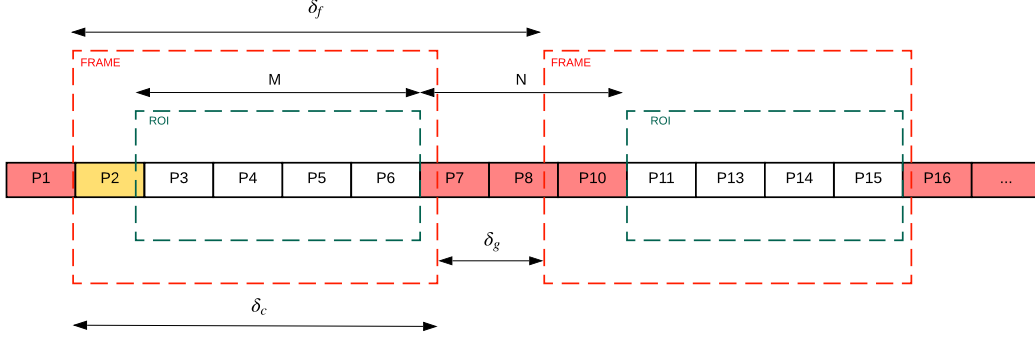 δf
FRAME FRAME
M N
ROI ROI
P1 P2 P3 P4 P5 P6 P7 P8 P10 P11 P13 P14 P15 P16 ...
δg
δc